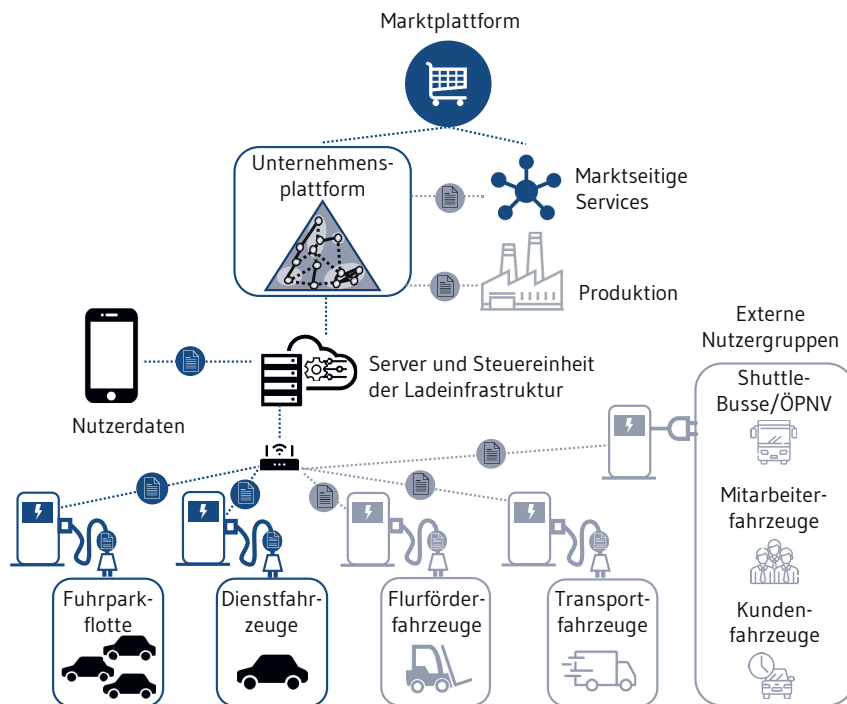 Marktplattform
Unternehmens-
plattform
Marktseitige
Services
Produktion
Externe
Nutzergruppen
Server und Steuereinheit
der Ladeinfrastruktur
Nutzerdaten
Shuttle-
Busse/ÖPNV
Mitarbeiter-
fahrzeuge
Kunden-
fahrzeuge
Fuhrpark-
flotte
Dienstfahr-
zeuge
Flurförder-
fahrzeuge
Transport-
fahrzeuge